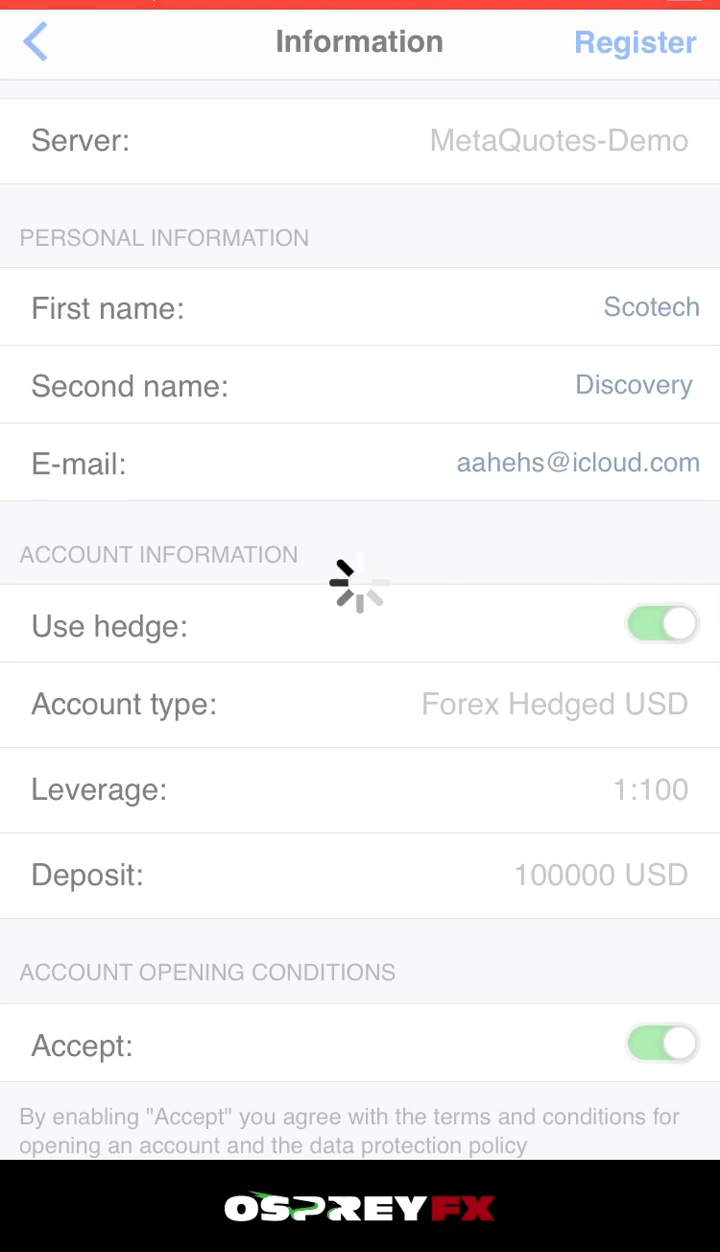 Information
Register
Server:
MetaQuotes-Demo
PERSONAL INFORMATION
First name:
Scotech
Second name:
Discovery
E-mail:
aahehs@icloud.com
ACCOUNT INFORMATION
Use hedge:
Account type:
Forex Hedged USD
Leverage:
1:100
Deposit:
100000 USD
ACCOUNT OPENING CONDITIONS
Accept:
By enabling "Accept" you agree with the terms and conditions for
opening an account and the data protection policy
OSPREYFX